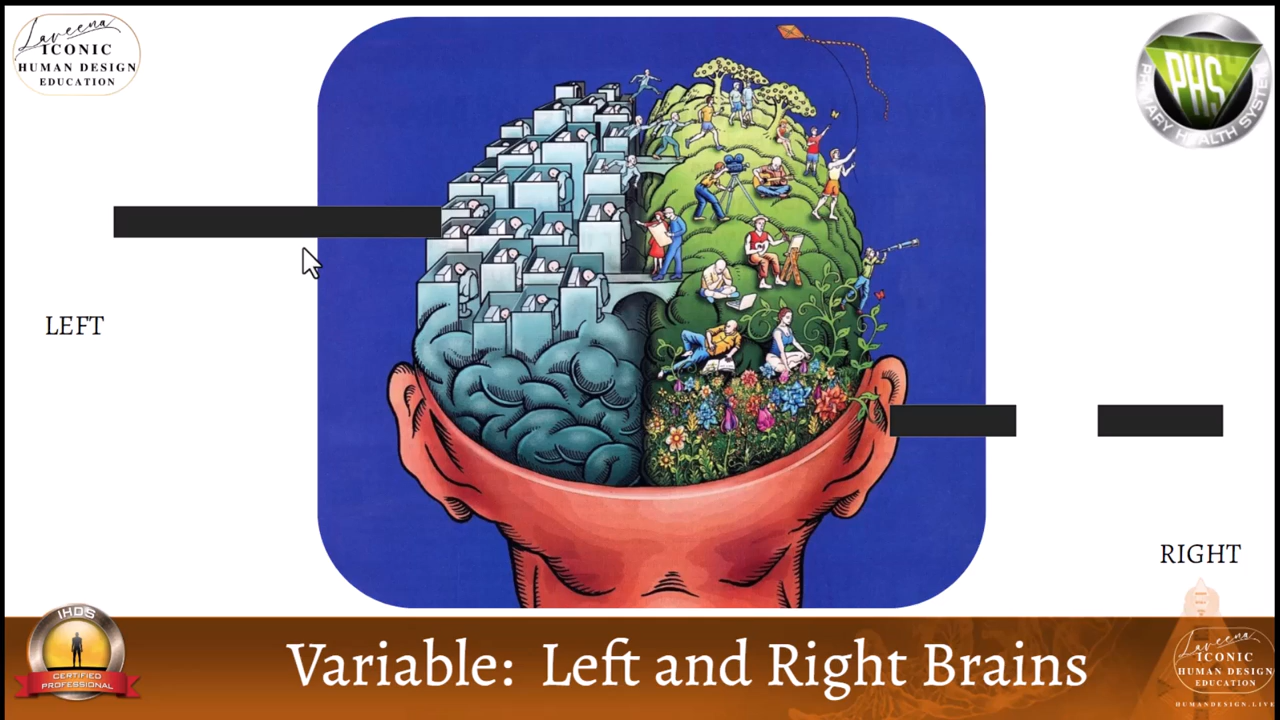 Laveena
ICONIC
HUMAN DESIGN
EDUCATION
PHS
PRIMARY HEALTH SYSTEM
LEFT
RIGHT
IHDS
CERTIFIED
PROFESSIONAL
Variable: Left and Right Brains
Laveena
ICONIC
HUMAN DESIGN
EDUCATION
HUMANDESIGN.LIVE